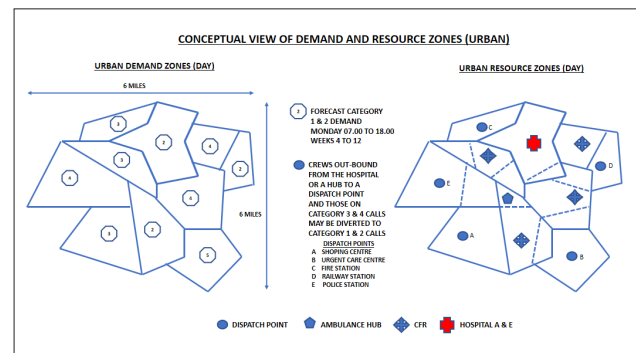 CONCEPTUAL VIEW OF DEMAND AND RESOURCE ZONES (URBAN)
URBAN DEMAND ZONES (DAY)
URBAN RESOURCE ZONES (DAY)
6 MILES
2
FORECAST CATEGORY
1 & 2 DEMAND
MONDAY 07.00 TO 18.00
WEEKS 4 TO 12
3
2
4
3
2
4
4
3
2
5
6 MILES
CREWS OUT-BOUND
FROM THE HOSPITAL
OR A HUB TO A
DISPATCH POINT
AND THOSE ON
CATEGORY 3 & 4 CALLS
MAY BE DIVERTED TO
CATEGORY 1 & 2 CALLS
DISPATCH POINTS
A SHOPING CENTRE
B URGENT CARE CENTRE
C FIRE STATION
D RAILWAY STATION
E POLICE STATION
C
D
E
A
B
DISPATCH POINT
AMBULANCE HUB
CFR
HOSPITAL A & E